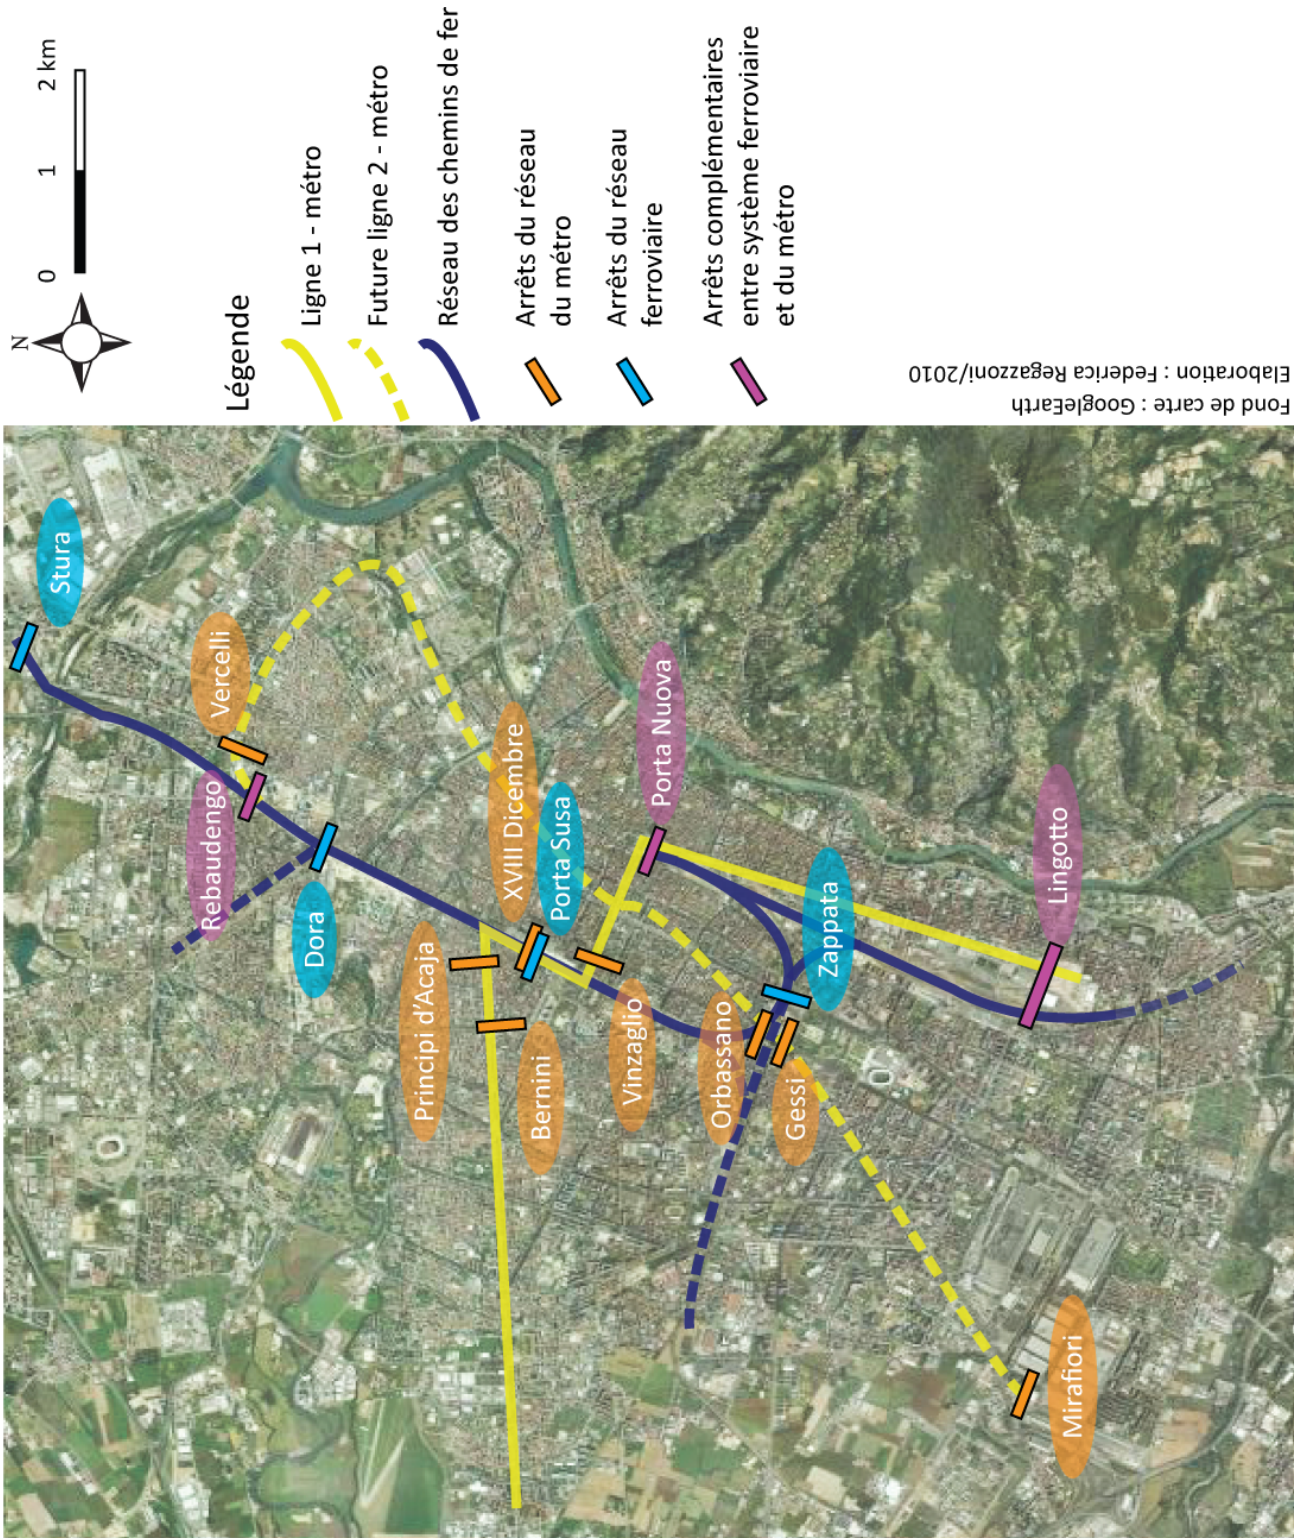 N
0 1 2 km
Légende
Ligne 1 - métro
Future ligne 2 - métro
Réseau des chemins de fer
Arrêts du réseau
du métro
Arrêts du réseau
ferroviaire
Arrêts complémentaires
entre système ferroviaire
et du métro
Fond de carte : GoogleEarth
Elaboration : Federica Regazzoni/2010
Stura
Vercelli
Rebaudengo
Dora
XVIII Dicembre
Porta Susa
Porta Nuova
Principi d'Acaja
Bernini
Vinzaglio
Orbassano
Gessi
Zappata
Lingotto
Mirafiori